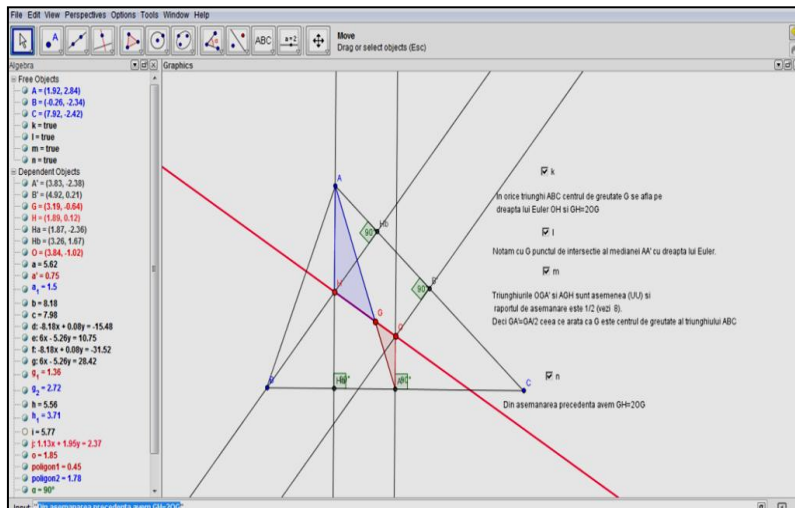 File Edit View Perspectives Options Tools Window Help
A
ABC
a=2
Move
Drag or select objects (Esc)
Algebra
Graphics
Free Objects
A = (1.92, 2.84)
B = (-0.26, -2.34)
C = (7.92, -2.42)
k = true
l = true
m = true
n = true
Dependent Objects
A' = (3.83, -2.38)
B' = (4.92, 0.21)
G = (3.19, -0.64)
H = (1.89, 0.12)
Ha = (1.87, -2.36)
Hb = (3.26, 1.67)
O = (3.84, -1.02)
a = 5.62
a' = 0.75
a₁ = 1.5
b = 8.18
c = 7.98
d: -8.18x + 0.08y = -15.48
e: 6x - 5.26y = 10.75
f: -8.18x + 0.08y = -31.52
g: 6x - 5.26y = 28.42
g₁ = 1.36
g₂ = 2.72
h = 5.56
h₁ = 3.71
i = 5.77
j: 1.13x + 1.95y = 2.37
o = 1.85
poligon1 = 0.45
poligon2 = 1.78
α = 90°
A
Hb
90°
90°
H
G
C
k
In orice triunghi ABC centrul de greutate G se afla pe
dreapta lui Euler OH si GH=2OG
l
Notam cu G punctul de intersectie al medianei AA' cu dreapta lui Euler.
m
Triunghiurile OGA' si AGH sunt asemenea (UU) si
raportul de asemanare este 1/2 (vezi 8).
Deci GA'=GA/2 ceea ce arata ca G este centrul de greutate al triunghiului ABC
n
Din asemanarea precedenta avem GH=2OG
Input: "Din asemanarea precedenta avem GH=2OG"